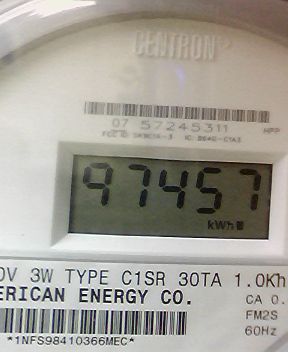 CENTRON
07 57245311
HPP
97457
kWh
0V 3W TYPE C1SR 30TA 1.0Kh
ERICAN ENERGY CO.
CA 0.
FM2S
60Hz
*1NFS98410366MEC*